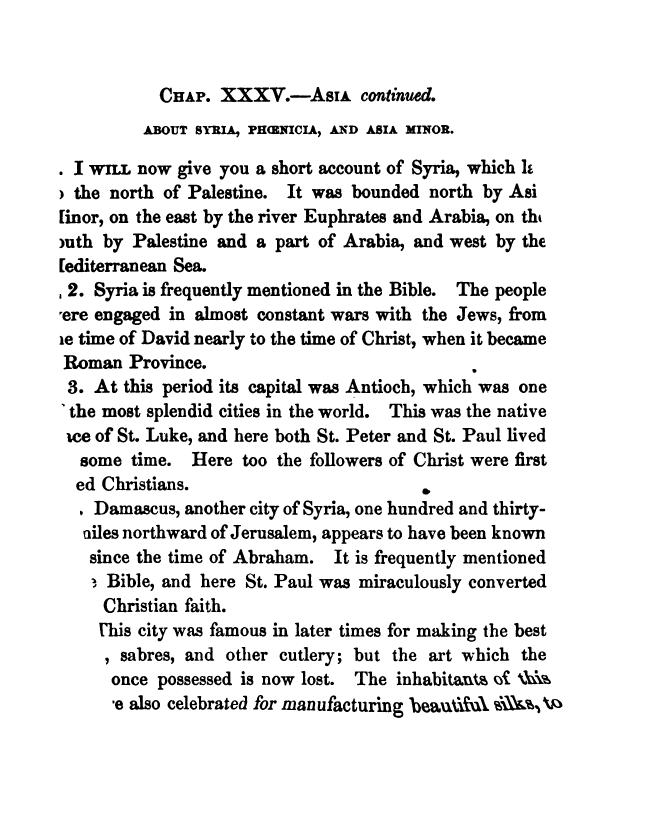 CHAP. XXXV.—ASIA continued.
ABOUT SYRIA, PHŒNICIA, AND ASIA MINOR.
. I WILL now give you a short account of Syria, which
the north of Palestine. It was bounded north by Asi
inor, on the east by the river Euphrates and Arabia, on th
uth by Palestine and a part of Arabia, and west by the
editerranean Sea.
2. Syria is frequently mentioned in the Bible. The people
ere engaged in almost constant wars with the Jews, from
e time of David nearly to the time of Christ, when it became
Roman Province.
3. At this period its capital was Antioch, which was one
the most splendid cities in the world. This was the native
ce of St. Luke, and here both St. Peter and St. Paul lived
some time. Here too the followers of Christ were first
ed Christians.
. Damascus, another city of Syria, one hundred and thirty-
iles northward of Jerusalem, appears to have been known
since the time of Abraham. It is frequently mentioned
Bible, and here St. Paul was miraculously converted
Christian faith.
This city was famous in later times for making the best
, sabres, and other cutlery; but the art which the
once possessed is now lost. The inhabitants of this
e also celebrated for manufacturing beautiful silks, to